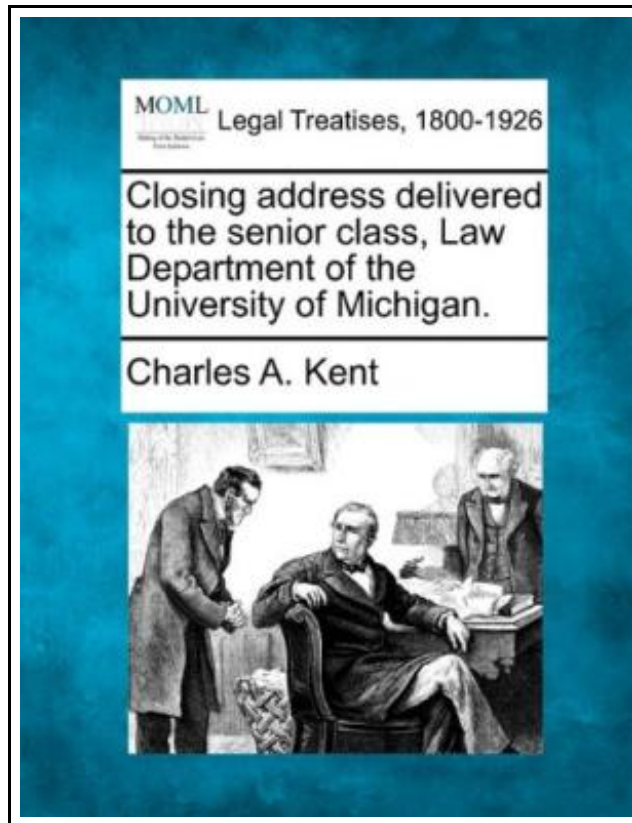 MOML
Legal Treatises, 1800-1926
Closing address delivered
to the senior class, Law
Department of the
University of Michigan.
Charles A. Kent